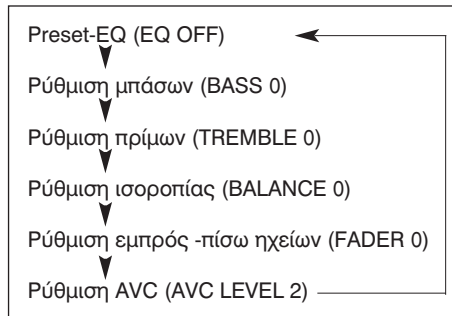 Preset-EQ (EQ OFF)
Ρύθμιση μπάσων (BASS 0)
Ρύθμιση πρίμων (TREMBLE 0)
Ρύθμιση ισοροπίας (BALANCE 0)
Ρύθμιση εμπρός -πίσω ηχείων (FADER 0)
Ρύθμιση AVC (AVC LEVEL 2)